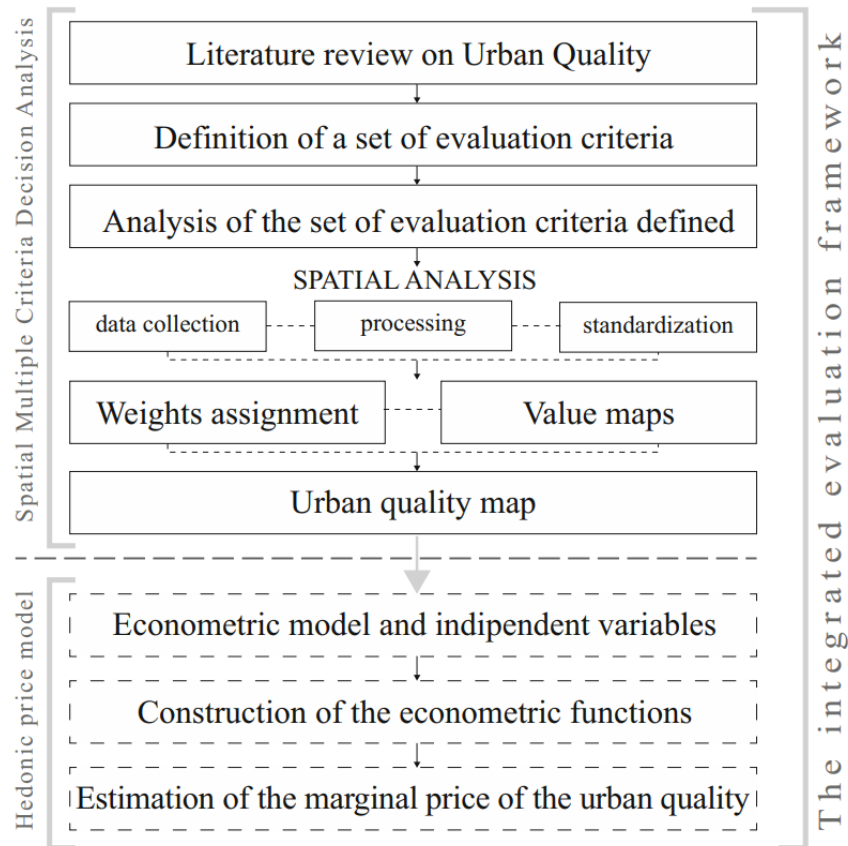 Spatial Multiple Criteria Decision Analysis
Literature review on Urban Quality
Definition of a set of evaluation criteria
Analysis of the set of evaluation criteria defined
SPATIAL ANALYSIS
data collection
processing
standardization
Weights assignment
Value maps
Urban quality map
Hedonic price model
Econometric model and indipendent variables
Construction of the econometric functions
Estimation of the marginal price of the urban quality
The integrated evaluation framework